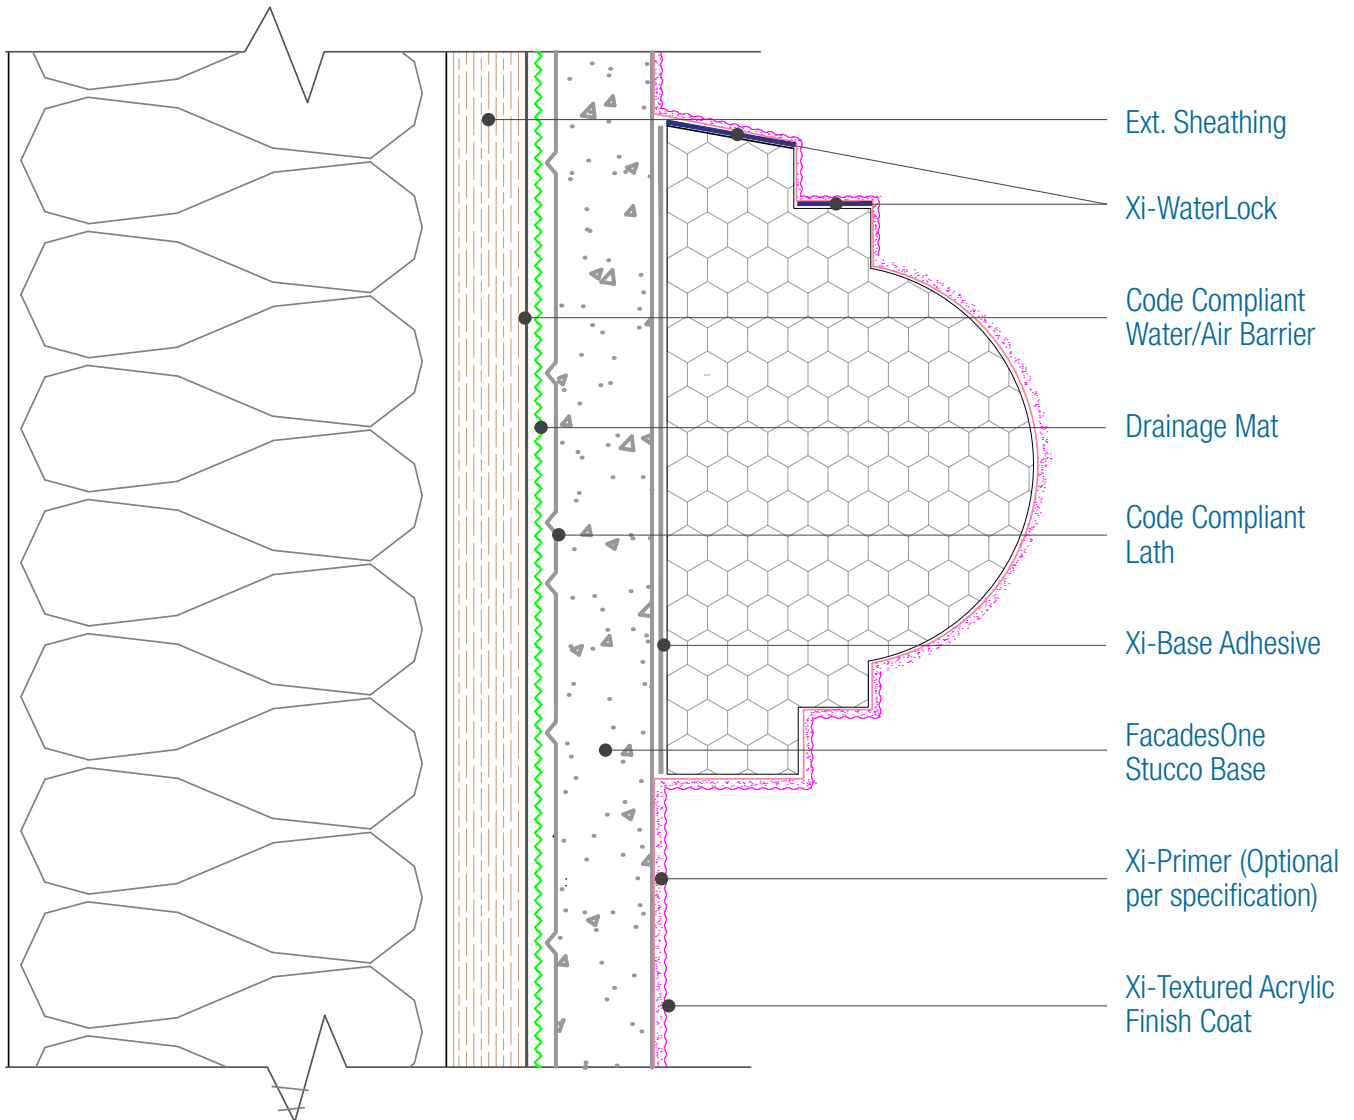 Ext. Sheathing
Xi-WaterLock
Code Compliant
Water/Air Barrier
Drainage Mat
Code Compliant
Lath
Xi-Base Adhesive
FacadesOne
Stucco Base
Xi-Primer (Optional
per specification)
Xi-Textured Acrylic
Finish Coat